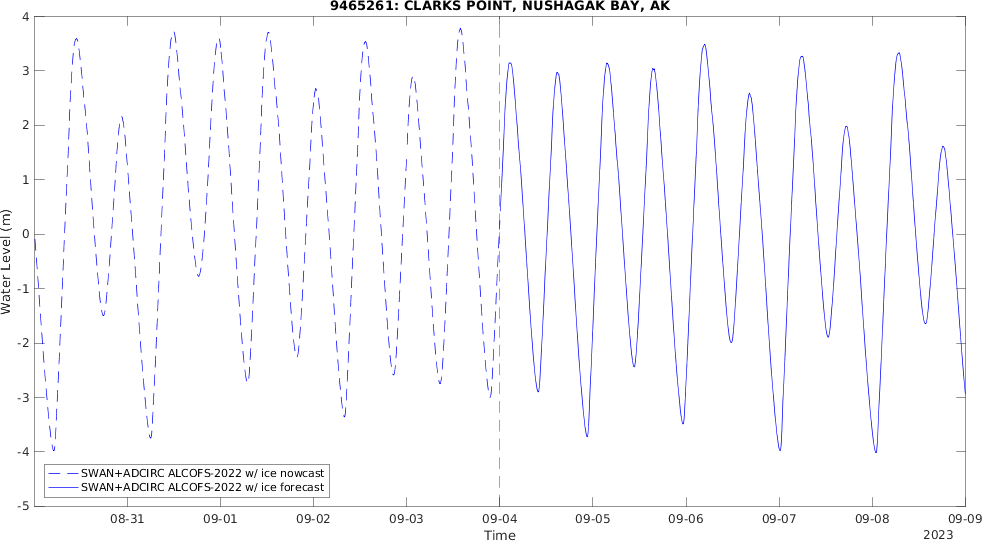 9465261: CLARKS POINT, NUSHAGAK BAY, AK
4
3
2
1
0
-1
-2
-3
-4
-5
Water Level (m)
SWAN+ADCIRC ALCOFS-2022 w/ ice nowcast
SWAN+ADCIRC ALCOFS-2022 w/ ice forecast
08-31 09-01 09-02 09-03 09-04 09-05 09-06 09-07 09-08 09-09
Time
2023